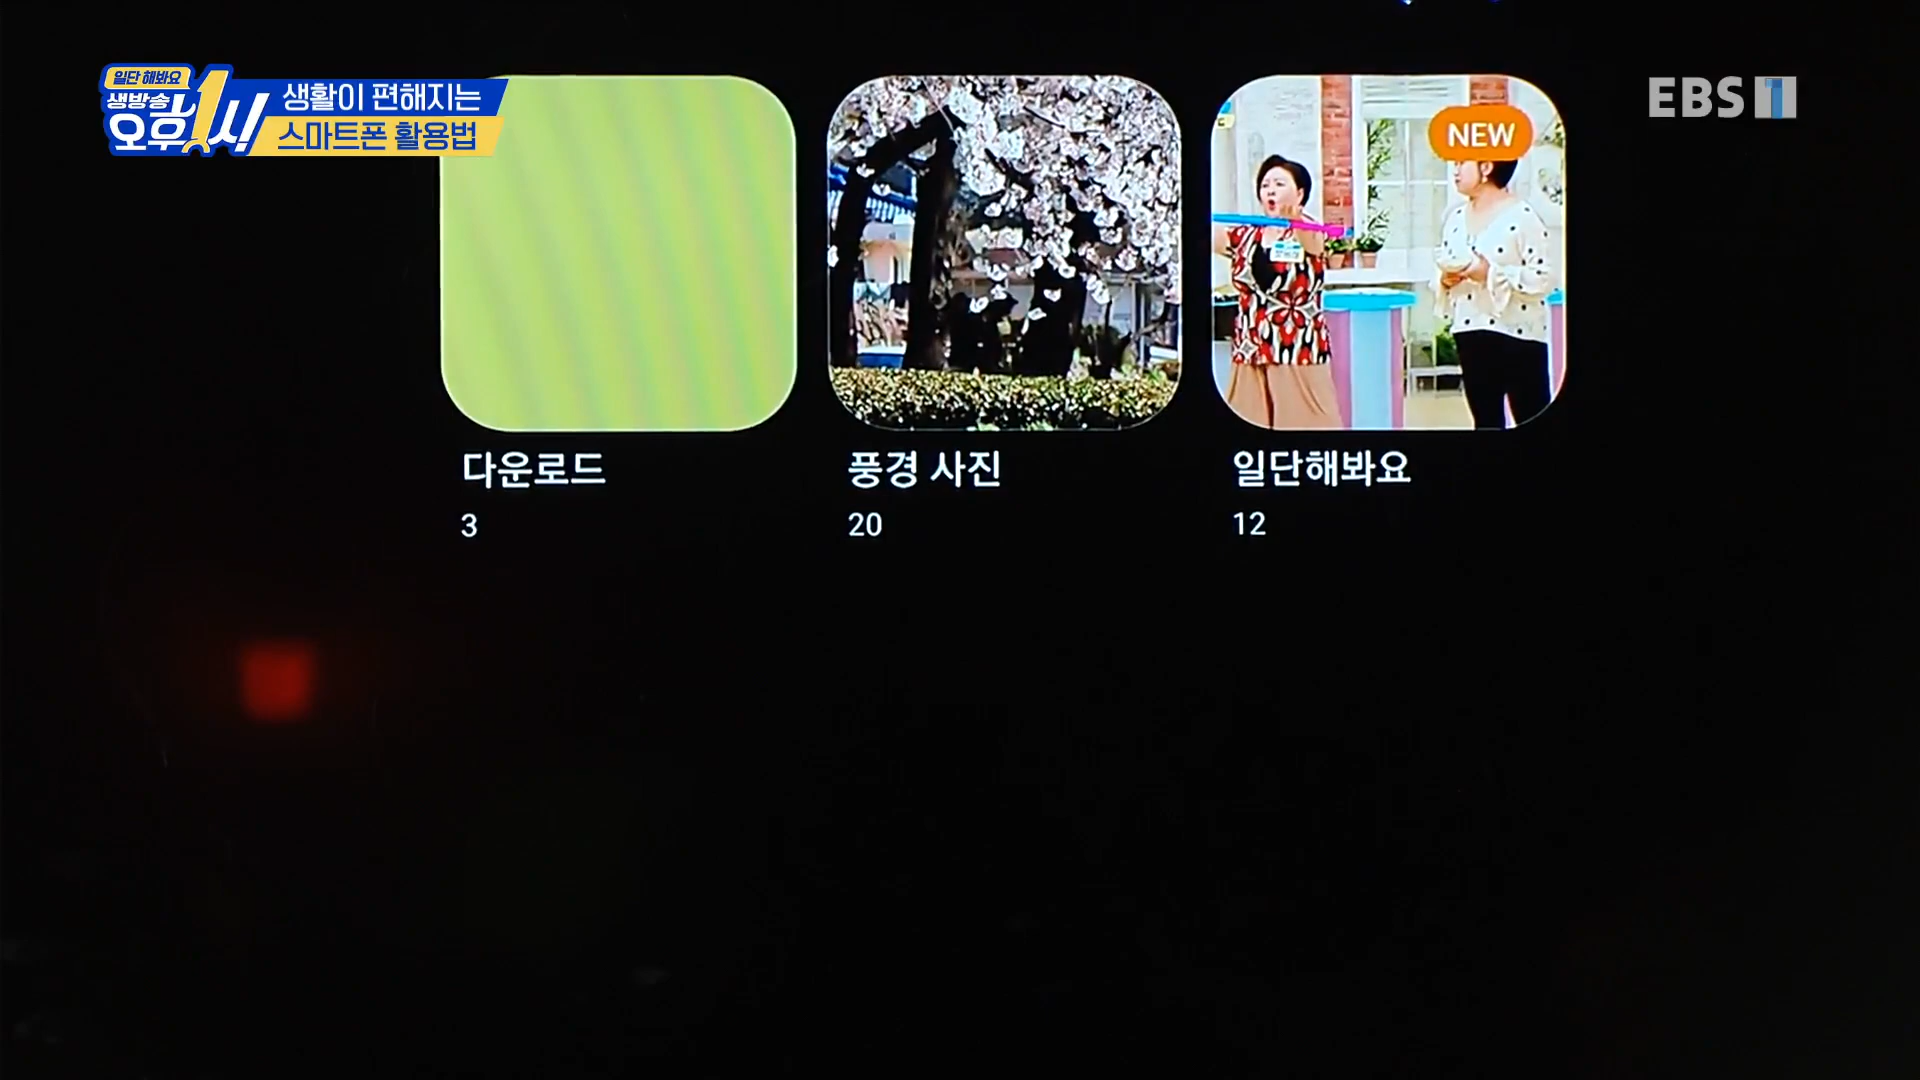 일단 해봐요
생방송
오후1시!
생활이 편해지는
스마트폰 활용법
EBS 1
NEW
다운로드
풍경 사진
일단해봐요
3
20
12